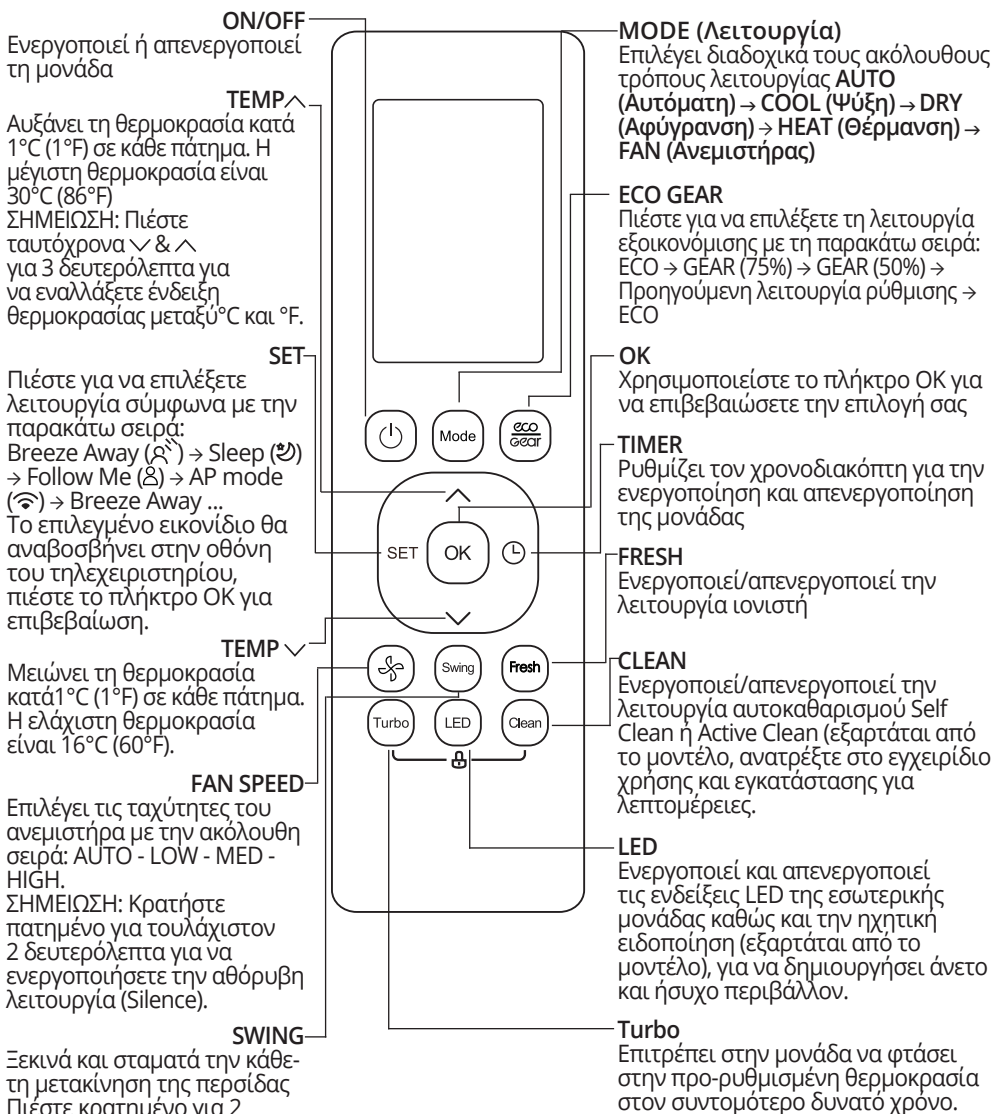 ON/OFF
Ενεργοποιεί ή απενεργοποιεί
τη μονάδα
TEMP
Αυξάνει τη θερμοκρασία κατά
1°C (1°F) σε κάθε πάτημα. Η
μέγιστη θερμοκρασία είναι
30°C (86°F)
ΣΗΜΕΙΩΣΗ: Πιέστε
ταυτόχρονα & 
για 3 δευτερόλεπτα για
να εναλλάξετε ένδειξη
θερμοκρασίας μεταξύ°C και °F.
SET
Πιέστε για να επιλέξετε
λειτουργία σύμφωνα με την
παρακάτω σειρά:
Breeze Away () → Sleep ()
→ Follow Me () → AP mode
() → Breeze Away ...
Το επιλεγμένο εικονίδιο θα
αναβοσβήνει στην οθόνη
του τηλεχειριστηρίου,
πιέστε το πλήκτρο OK για
επιβεβαίωση.
TEMP
Μειώνει τη θερμοκρασία
κατά1°C (1°F) σε κάθε πάτημα.
Η ελάχιστη θερμοκρασία
είναι 16°C (60°F).
FAN SPEED
Επιλέγει τις ταχύτητες του
ανεμιστήρα με την ακόλουθη
σειρά: AUTO - LOW - MED -
HIGH.
ΣΗΜΕΙΩΣΗ: Κρατήστε
πατημένο για τουλάχιστον
2 δευτερόλεπτα για να
ενεργοποιήσετε την αθόρυβη
λειτουργία (Silence).
SWING
Ξεκινά και σταματά την κάθε-
τη μετακίνηση της περσίδας
Πιέστε κρατημένο για 2
Mode
eco
gear
SET
OK
Swing
Fresh
Turbo
LED
Clean
MODE (Λειτουργία)
Επιλέγει διαδοχικά τους ακόλουθους
τρόπους λειτουργίας AUTO
(Αυτόματη) → COOL (Ψύξη) → DRY
(Αφύγρανση) → HEAT (Θέρμανση) →
FAN (Ανεμιστήρας)
ECO GEAR
Πιέστε για να επιλέξετε τη λειτουργία
εξοικονόμισης με τη παρακάτω σειρά:
ECO → GEAR (75%) → GEAR (50%) →
Προηγούμενη λειτουργία ρύθμισης →
ECO
OK
Χρησιμοποιείστε το πλήκτρο OK για
να επιβεβαιώσετε την επιλογή σας
TIMER
Ρυθμίζει τον χρονοδιακόπτη για την
ενεργοποίηση και απενεργοποίηση
της μονάδας
FRESH
Ενεργοποιεί/απενεργοποιεί την
λειτουργία ιονιστή
CLEAN
Ενεργοποιεί/απενεργοποιεί την
λειτουργία αυτοκαθαρισμού Self
Clean ή Active Clean (εξαρτάται από
το μοντέλο, ανατρέξτε στο εγχειρίδιο
χρήσης και εγκατάστασης για
λεπτομέρειες.
LED
Ενεργοποιεί και απενεργοποιεί
τις ενδείξεις LED της εσωτερικής
μονάδας καθώς και την ηχητική
ειδοποίηση (εξαρτάται από το
μοντέλο), για να δημιουργήσει άνετο
και ήσυχο περιβάλλον.
Turbo
Επιτρέπει στην μονάδα να φτάσει
στην προ-ρυθμισμένη θερμοκρασία
στον συντομότερο δυνατό χρόνο.